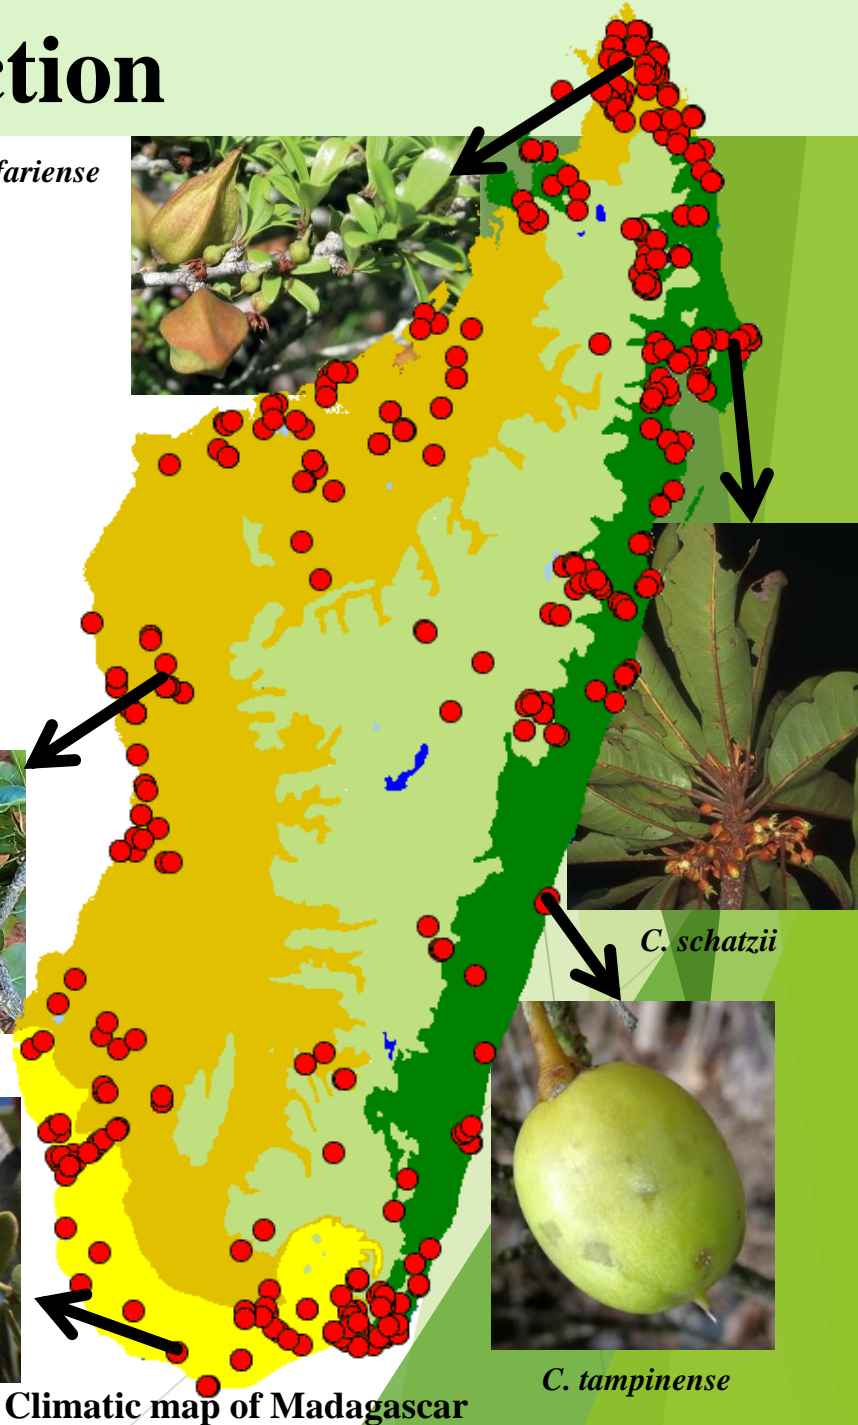 ction
fariense
C. schatzii
C. tampinense
Climatic map of Madagascar